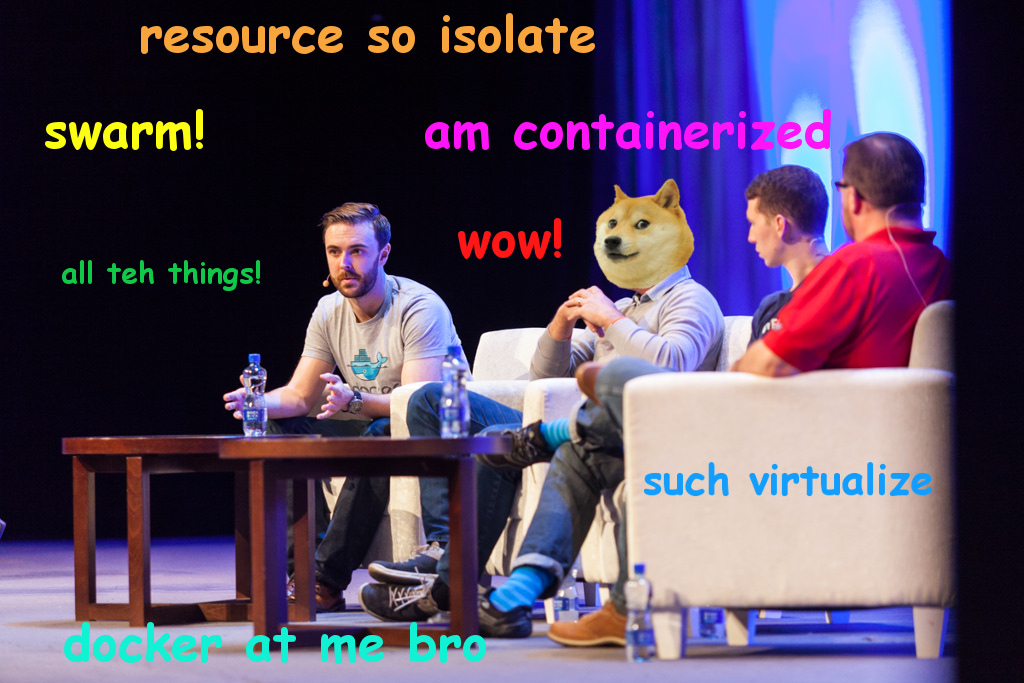 resource so isolate
swarm!
am containerized
wow!
all teh things!
such virtualize
docker at me bro